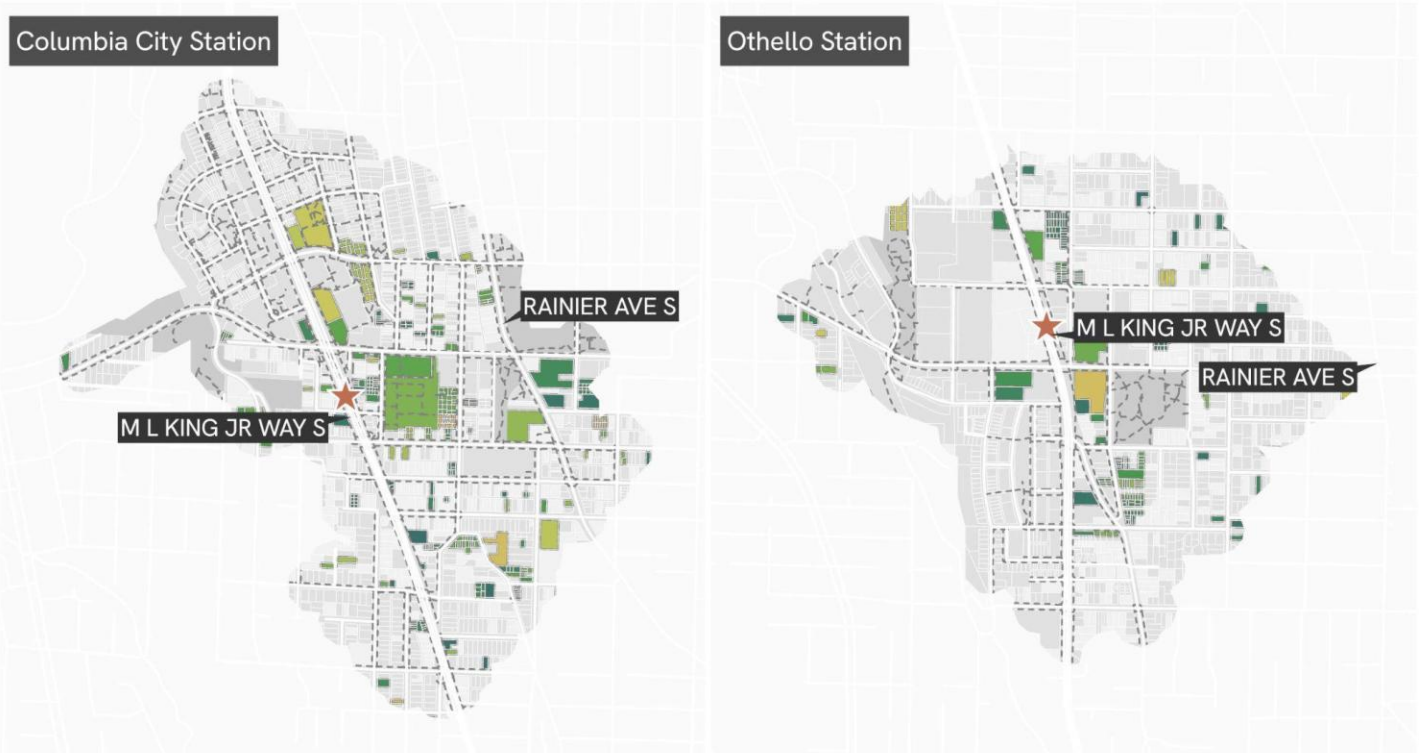 Columbia City Station
RAINIER AVE S
M L KING JR WAY S
Othello Station
M L KING JR WAY S
RAINIER AVE S